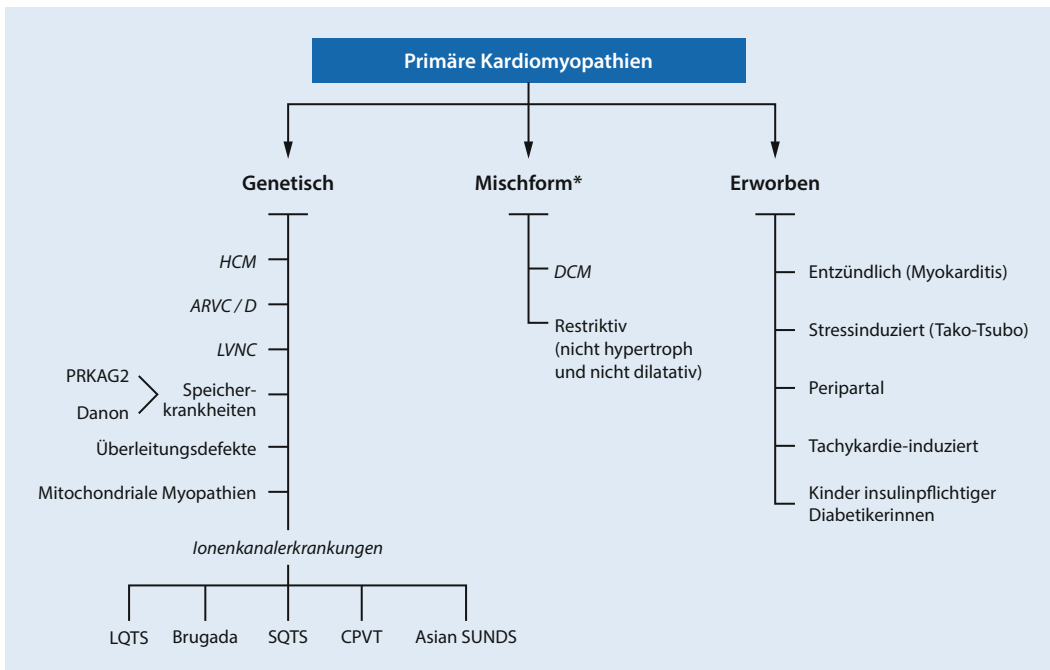 Primäre Kardiomyopathien
Genetisch
HCM
ARVC / D
LVNC
PRKAG2
Danon
Speicher-
krankheiten
Überleitungsdefekte
Mitochondriale Myopathien
Ionenkanalerkrankungen
LQTS
Brugada
SQTS
CPVT
Asian SUNDS
Mischform*
DCM
Restriktiv
(nicht hypertroph
und nicht dilatativ)
Erworben
Entzündlich (Myokarditis)
Stressinduziert (Tako-Tsubo)
Peripartal
Tachykardie-induziert
Kinder insulinpflichtiger
Diabetikerinnen